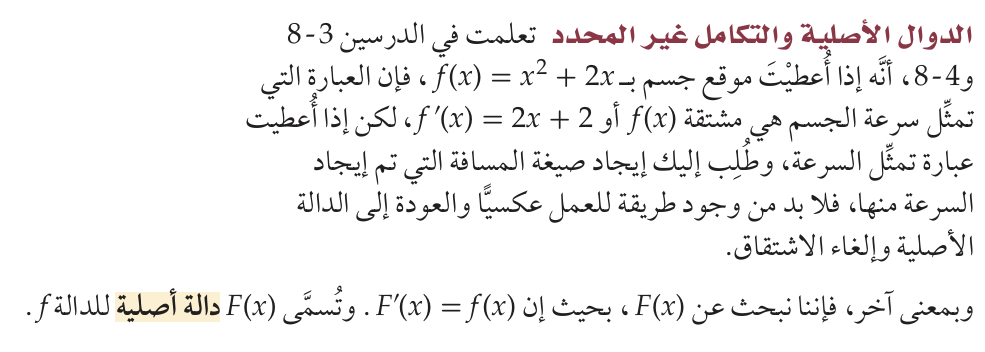 الدوال الأصلية والتكامل غير المحدد تعلمت في الدرسين 3-8
و4-8، أنَّه إذا أُعطيْتَ موقع جسم بـ f(x) = x² + 2x ، فإن العبارة التي
تمثِّل سرعة الجسم هي مشتقة f(x) أو f′(x) = 2x + 2، لكن إذا أُعطيت
عبارة تمثِّل السرعة، وطُلِب إليك إيجاد صيغة المسافة التي تم إيجاد
السرعة منها، فلا بد من وجود طريقة للعمل عكسيًّا والعودة إلى الدالة
الأصلية وإلغاء الاشتقاق.
وبمعنى آخر، فإننا نبحث عن F(x) ، بحيث إن F′(x) = f(x) . وتُسمَّى F(x) دالة أصلية للدالة f .